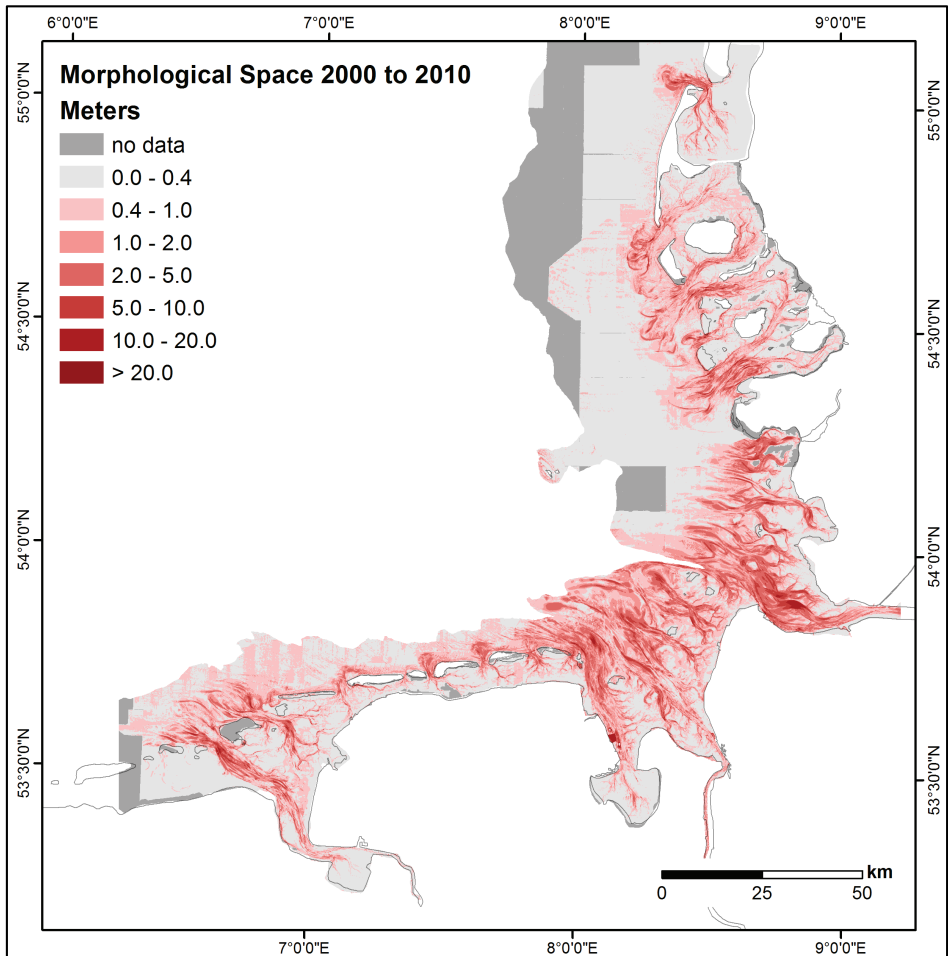 6°0'0"E 7°0'0"E 8°0'0"E 9°0'0"E
Morphological Space 2000 to 2010
Meters
no data
0.0 - 0.4
0.4 - 1.0
1.0 - 2.0
2.0 - 5.0
5.0 - 10.0
10.0 - 20.0
> 20.0
55°0'0"N
54°30'0"N
54°0'0"N
53°30'0"N
55°0'0"N
54°30'0"N
54°0'0"N
53°30'0"N
km
0 25 50
7°0'0"E 8°0'0"E 9°0'0"E